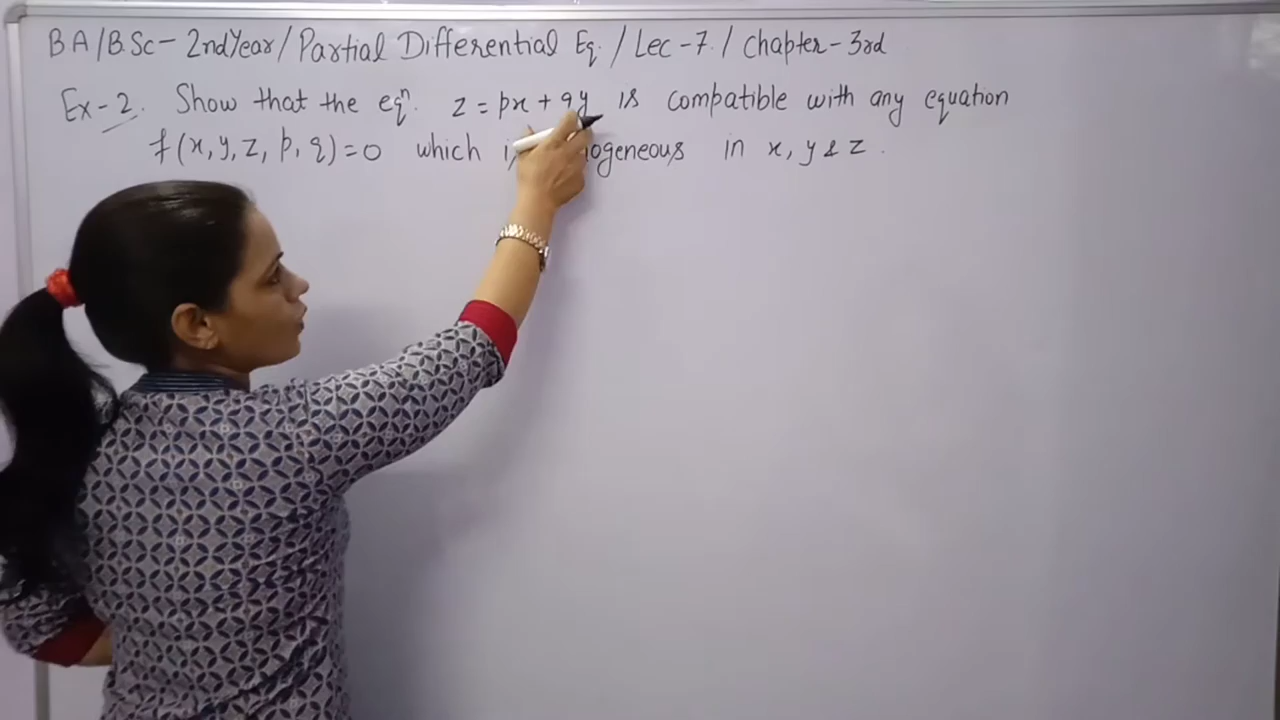 BA/B.Sc- 2nd Year/Partial Differential Eq. / Lec-7 / Chapter-3rd
Ex-2. Show that the eqn. z = px + qy is compatible with any equation
f(x, y, z, p, q) = 0 which in x, y & z .